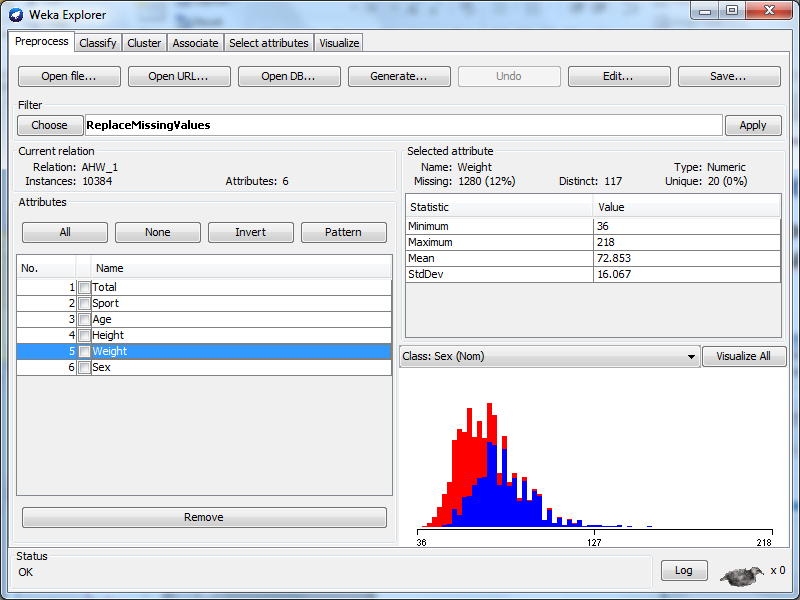 Weka Explorer
Preprocess Classify Cluster Associate Select attributes Visualize
Open file... Open URL... Open DB... Generate... Undo Edit... Save...
Filter
Choose ReplaceMissingValues Apply
Current relation
Relation: AHW_1
Instances: 10384 Attributes: 6
Attributes
All None Invert Pattern
No. Name
1 Total
2 Sport
3 Age
4 Height
5 Weight
6 Sex
Remove
Selected attribute
Name: Weight Type: Numeric
Missing: 1280 (12%) Distinct: 117 Unique: 20 (0%)
Statistic Value
Minimum 36
Maximum 218
Mean 72.853
StdDev 16.067
Class: Sex (Nom) Visualize All
36 127 218
Status
OK
Log x 0